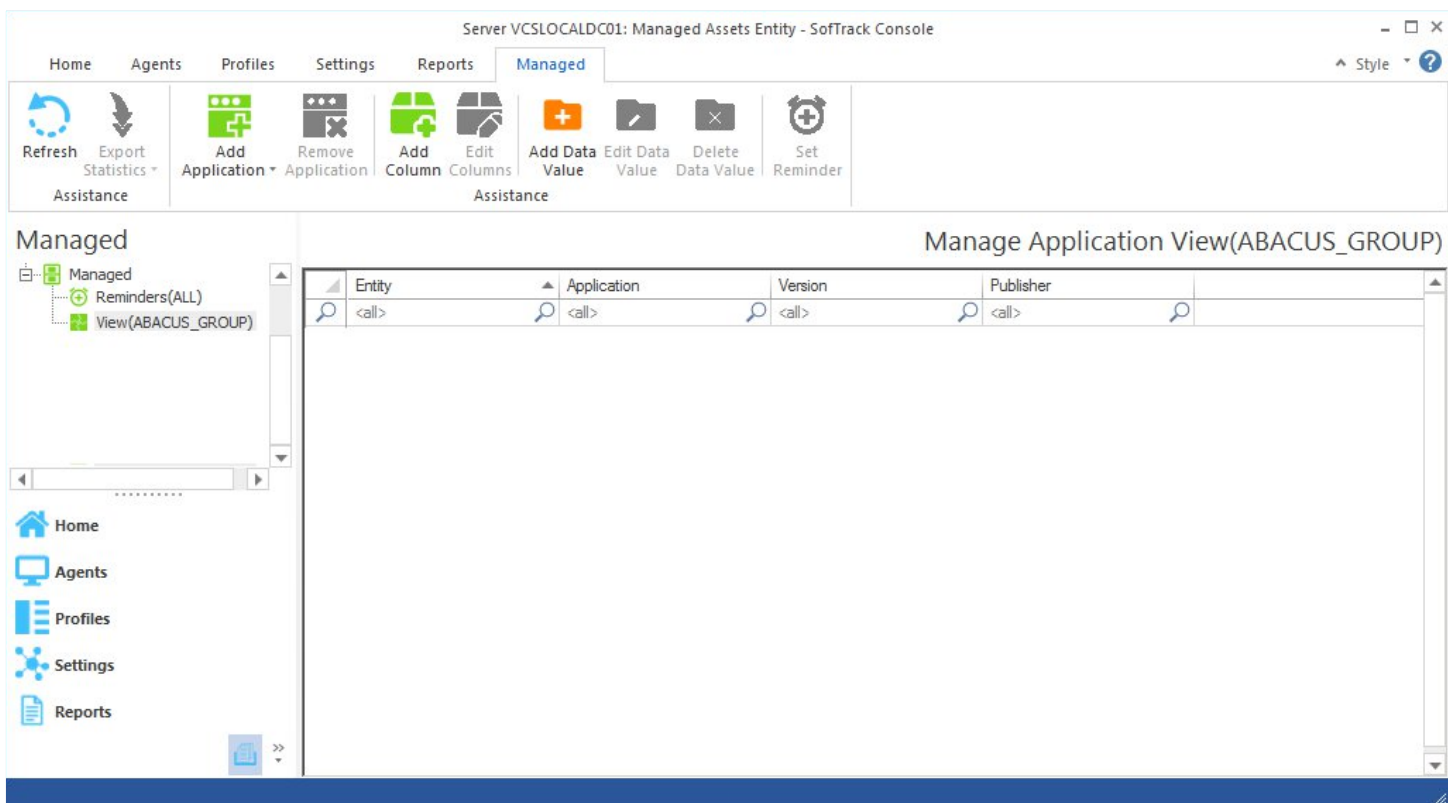 Server VCSLOCALDC01: Managed Assets Entity - SofTrack Console
Home Agents Profiles Settings Reports Managed Style
Refresh Export Statistics Add Application Remove Application Add Column Edit Columns Add Data Value Edit Data Value Delete Data Value Set Reminder
Assistance Assistance
Managed Manage Application View(ABACUS_GROUP)
Managed
Reminders(ALL)
View(ABACUS_GROUP)
Entity Application Version Publisher
<all> <all> <all> <all>
Home
Agents
Profiles
Settings
Reports